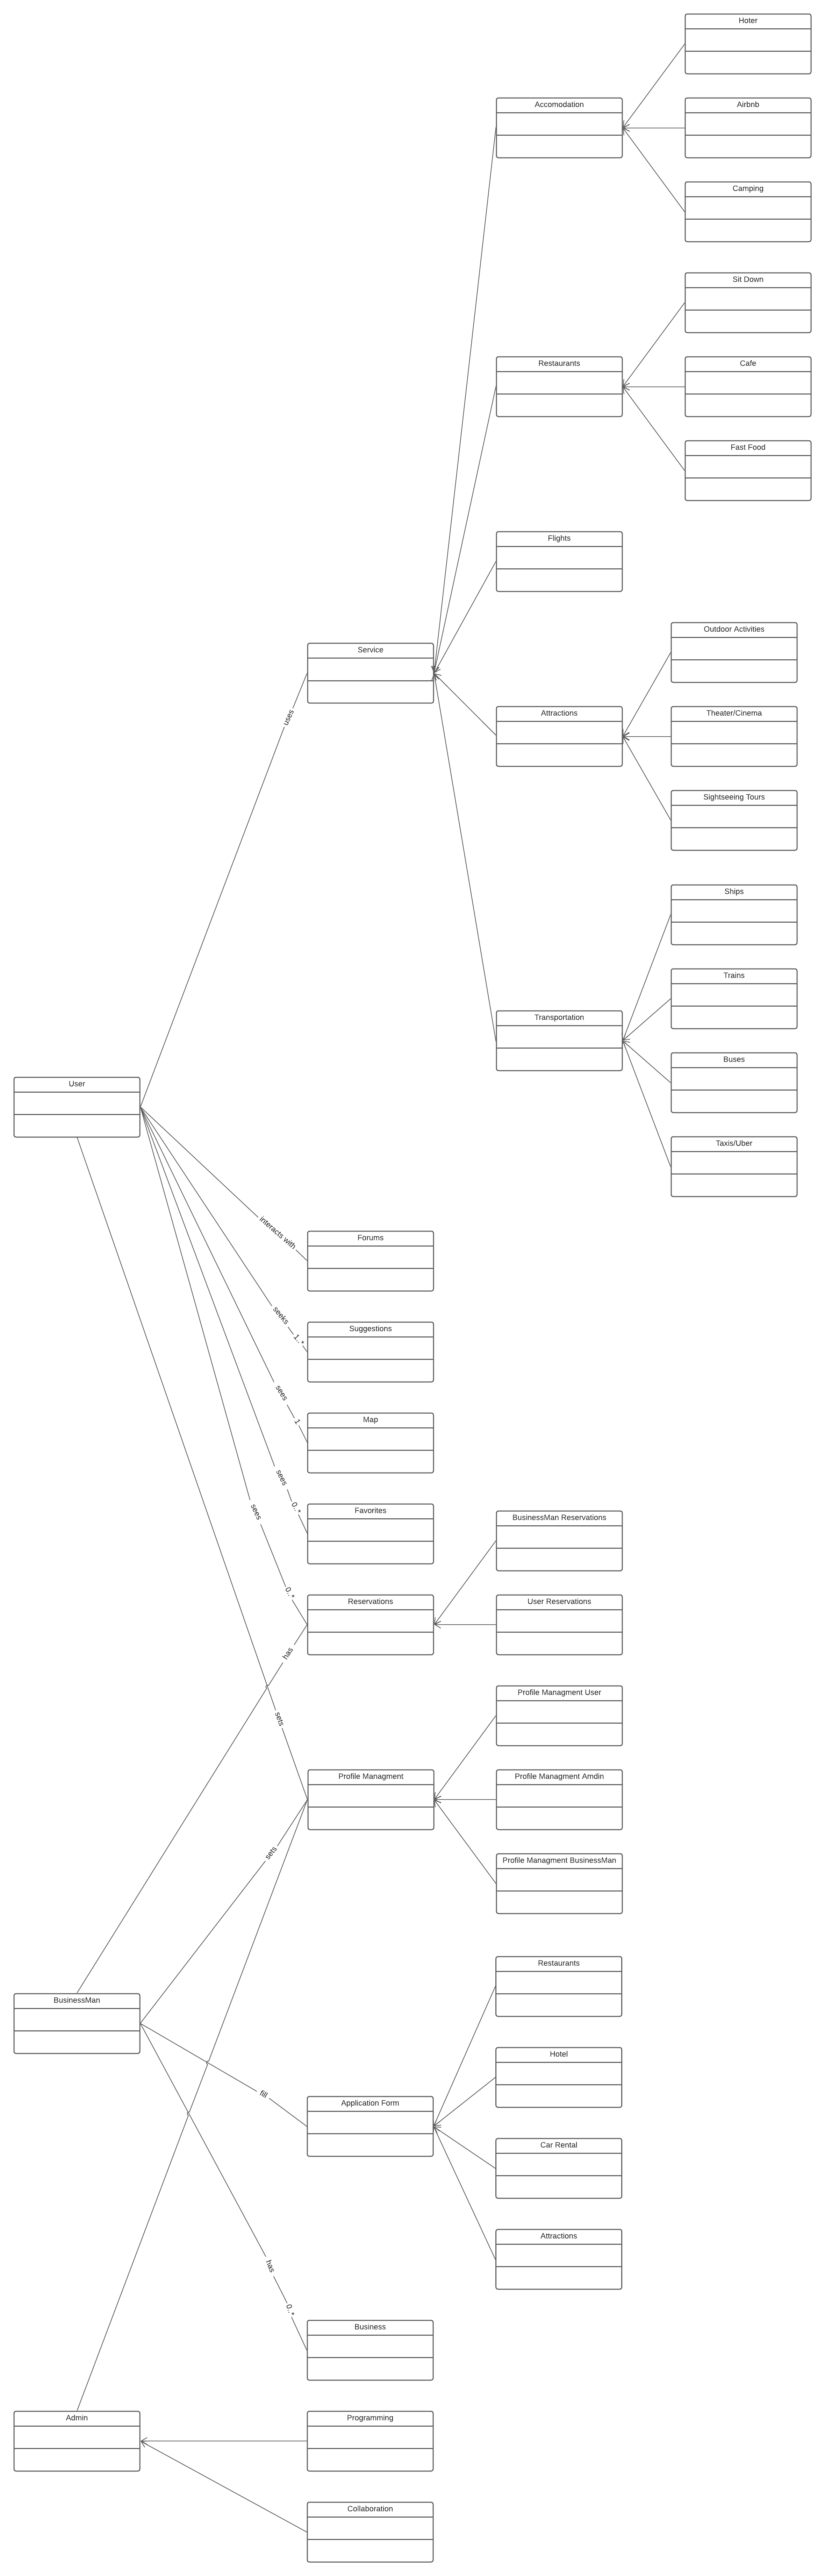 Hoter
Accomodation
Airbnb
Camping
Sit Down
Restaurants
Cafe
Fast Food
Flights
Outdoor Activities
Service
uses
Attractions
Theater/Cinema
Sightseeing Tours
Ships
Trains
Transportation
Buses
User
Taxis/Uber
interacts with
Forums
seeks
1..*
Suggestions
sees
1
Map
sees
0..*
Favorites
sees
0..*
BusinessMan Reservations
Reservations
User Reservations
has
sets
Profile Managment User
Profile Managment
Profile Managment Amdin
sets
Profile Managment BusinessMan
Restaurants
BusinessMan
Hotel
fill
Application Form
Car Rental
Attractions
has
0..*
Business
Admin
Programming
Collaboration